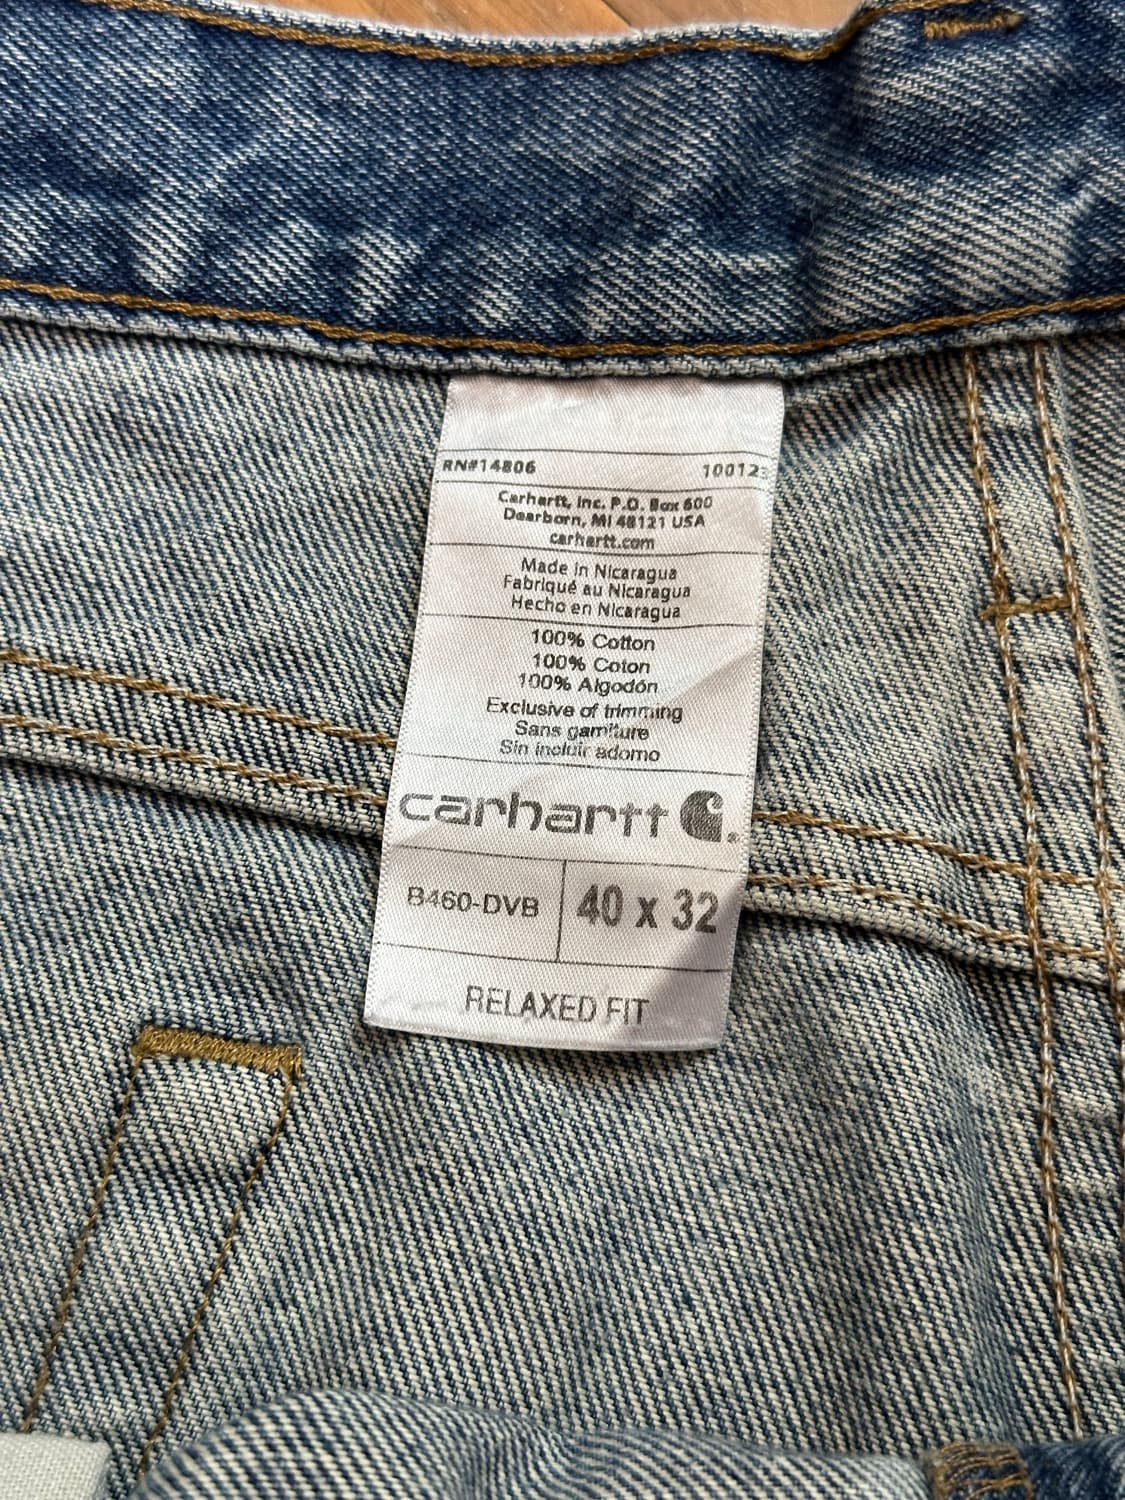 RN#14806 10012
Carhartt, Inc. P.O. Box 600
Dearborn, MI 48121 USA
carhartt.com
Made in Nicaragua
Fabriqué au Nicaragua
Hecho en Nicaragua
100% Cotton
100% Coton
100% Algodón
Exclusive of trimming
Sans garniture
Sin incluir adorno
carhartt
B460-DVB 40 x 32
RELAXED FIT